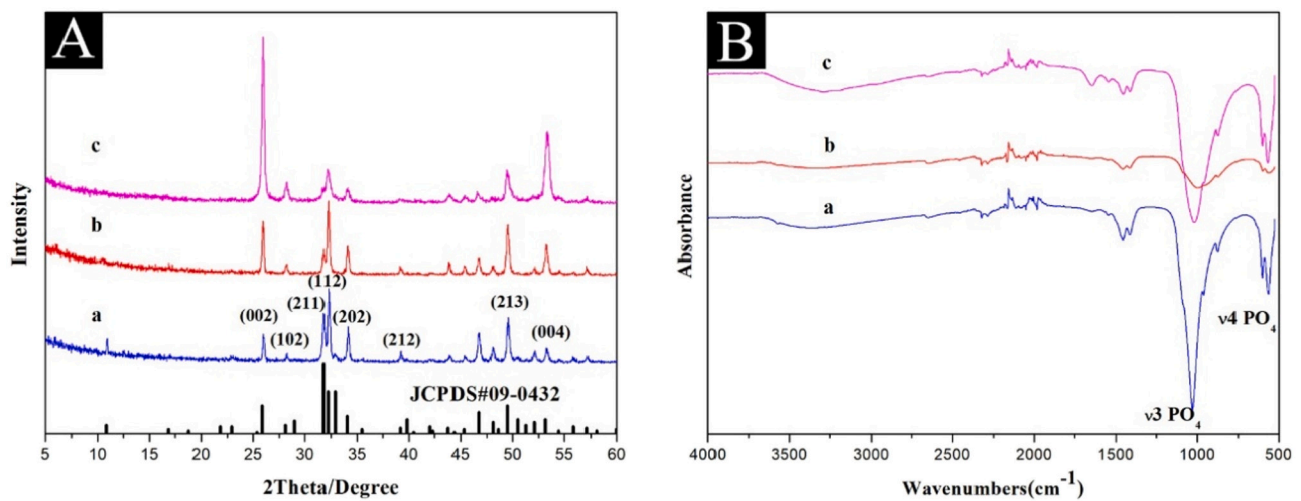 A
Intensity
c
b
a
(002)
(102)
(211)
(112)
(202)
(212)
(213)
(004)
JCPDS#09-0432
5 10 15 20 25 30 35 40 45 50 55 60
2Theta/Degree
B
Absorbance
c
b
a
ν3 PO4
ν4 PO4
4000 3500 3000 2500 2000 1500 1000 500
Wavenumbers(cm-1)